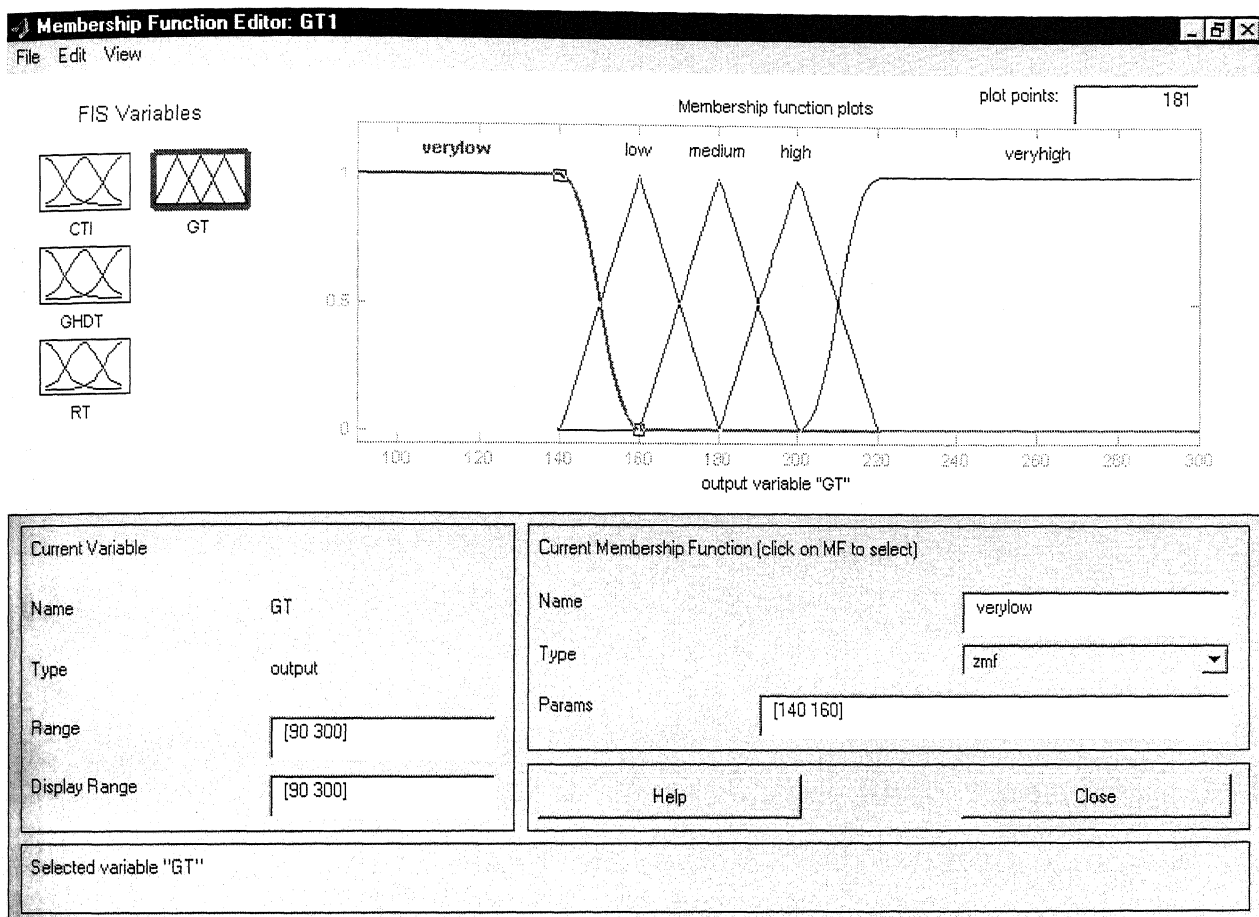 Membership Function Editor: GT1
File Edit View
FIS Variables
CTI
GT
GHDT
RT
Membership function plots
plot points:
181
verylow
low
medium
high
veryhigh
1
0.5
0
100 120 140 160 180 200 220 240 260 280 300
output variable "GT"
Current Variable
Name GT
Type output
Range [90 300]
Display Range [90 300]
Current Membership Function (click on MF to select)
Name verylow
Type zmf
Params [140 160]
Help
Close
Selected variable "GT"